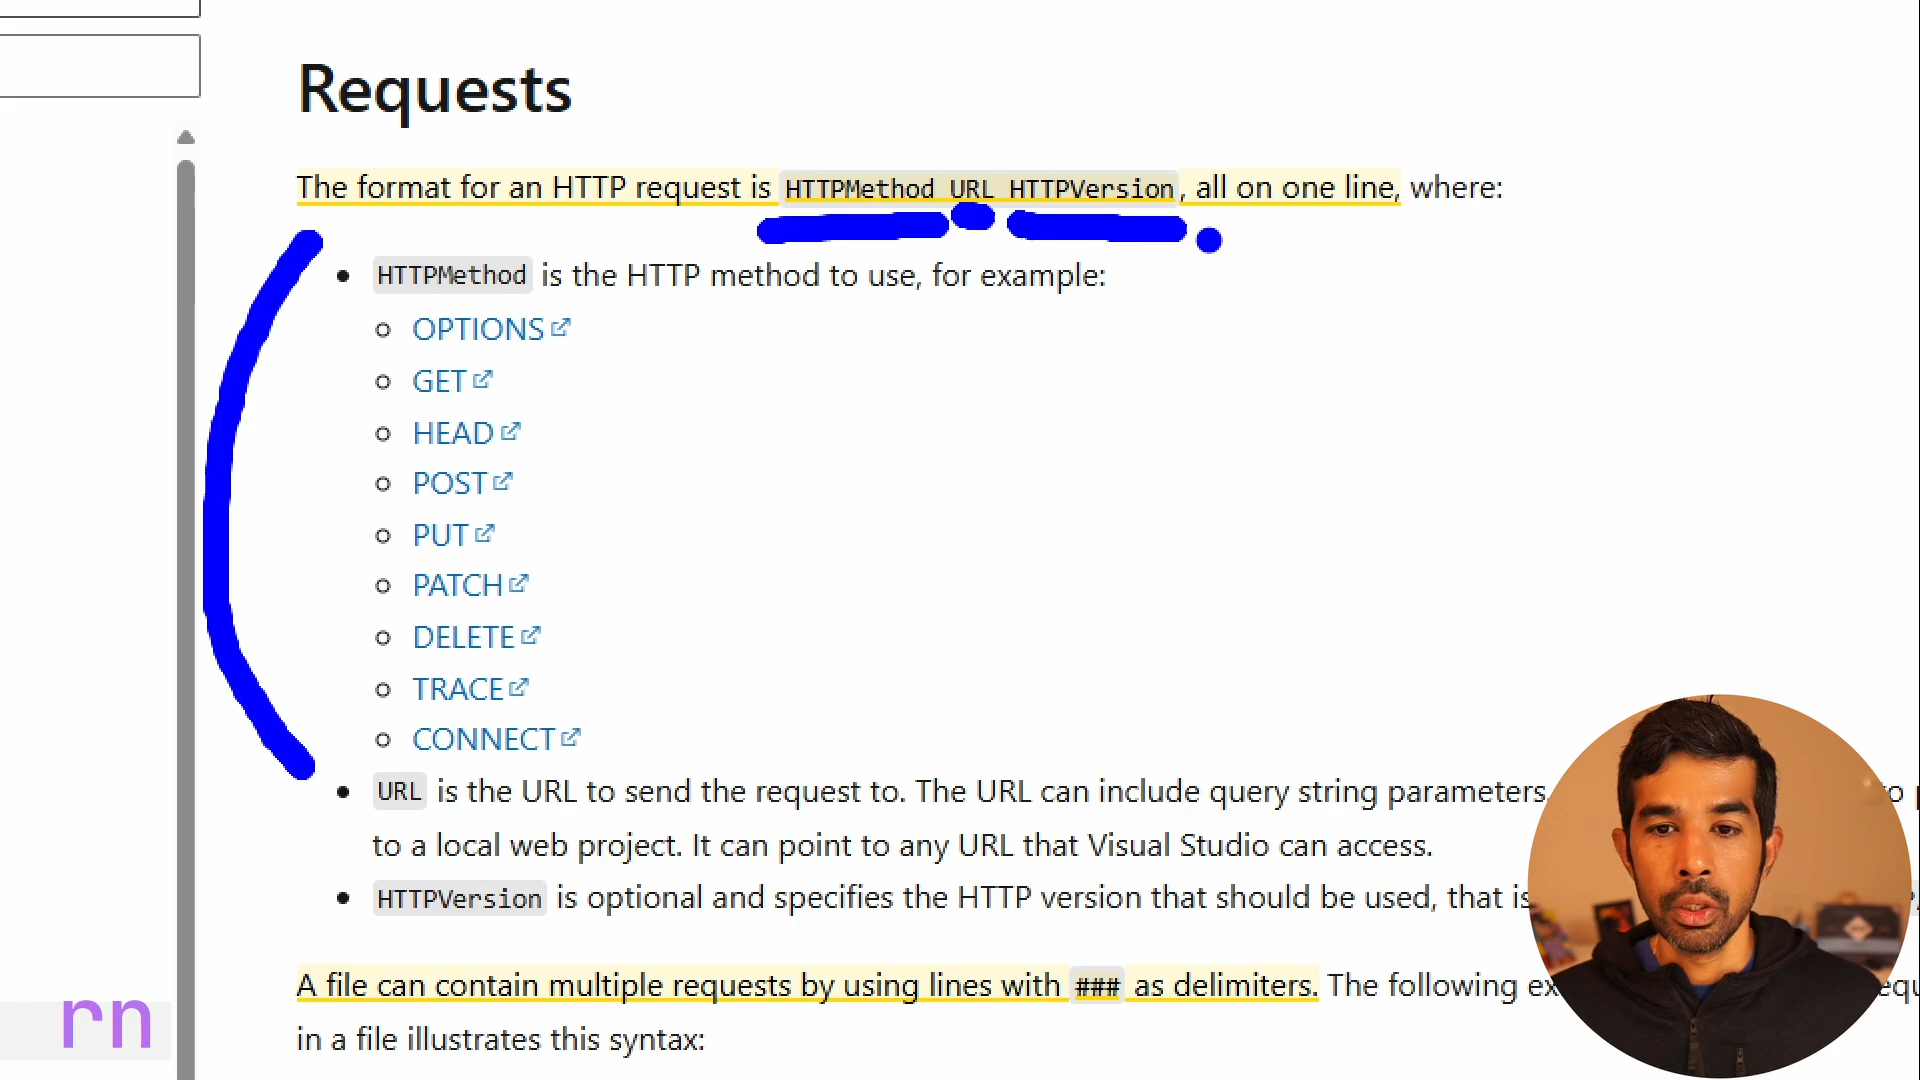 Requests
The format for an HTTP request is HTTPMethod URL HTTPVersion, all on one line, where:
HTTPMethod is the HTTP method to use, for example:
OPTIONS
GET
HEAD
POST
PUT
PATCH
DELETE
TRACE
CONNECT
URL is the URL to send the request to. The URL can include query string parameters.
to a local web project. It can point to any URL that Visual Studio can access.
HTTPVersion is optional and specifies the HTTP version that should be used, that is
A file can contain multiple requests by using lines with ### as delimiters. The following
in a file illustrates this syntax:
rn